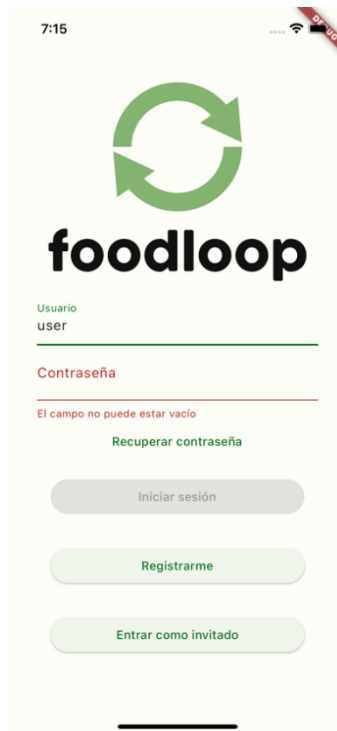 7:15
foodloop
Usuario
user
Contraseña
El campo no puede estar vacío
Recuperar contraseña
Iniciar sesión
Registrarme
Entrar como invitado